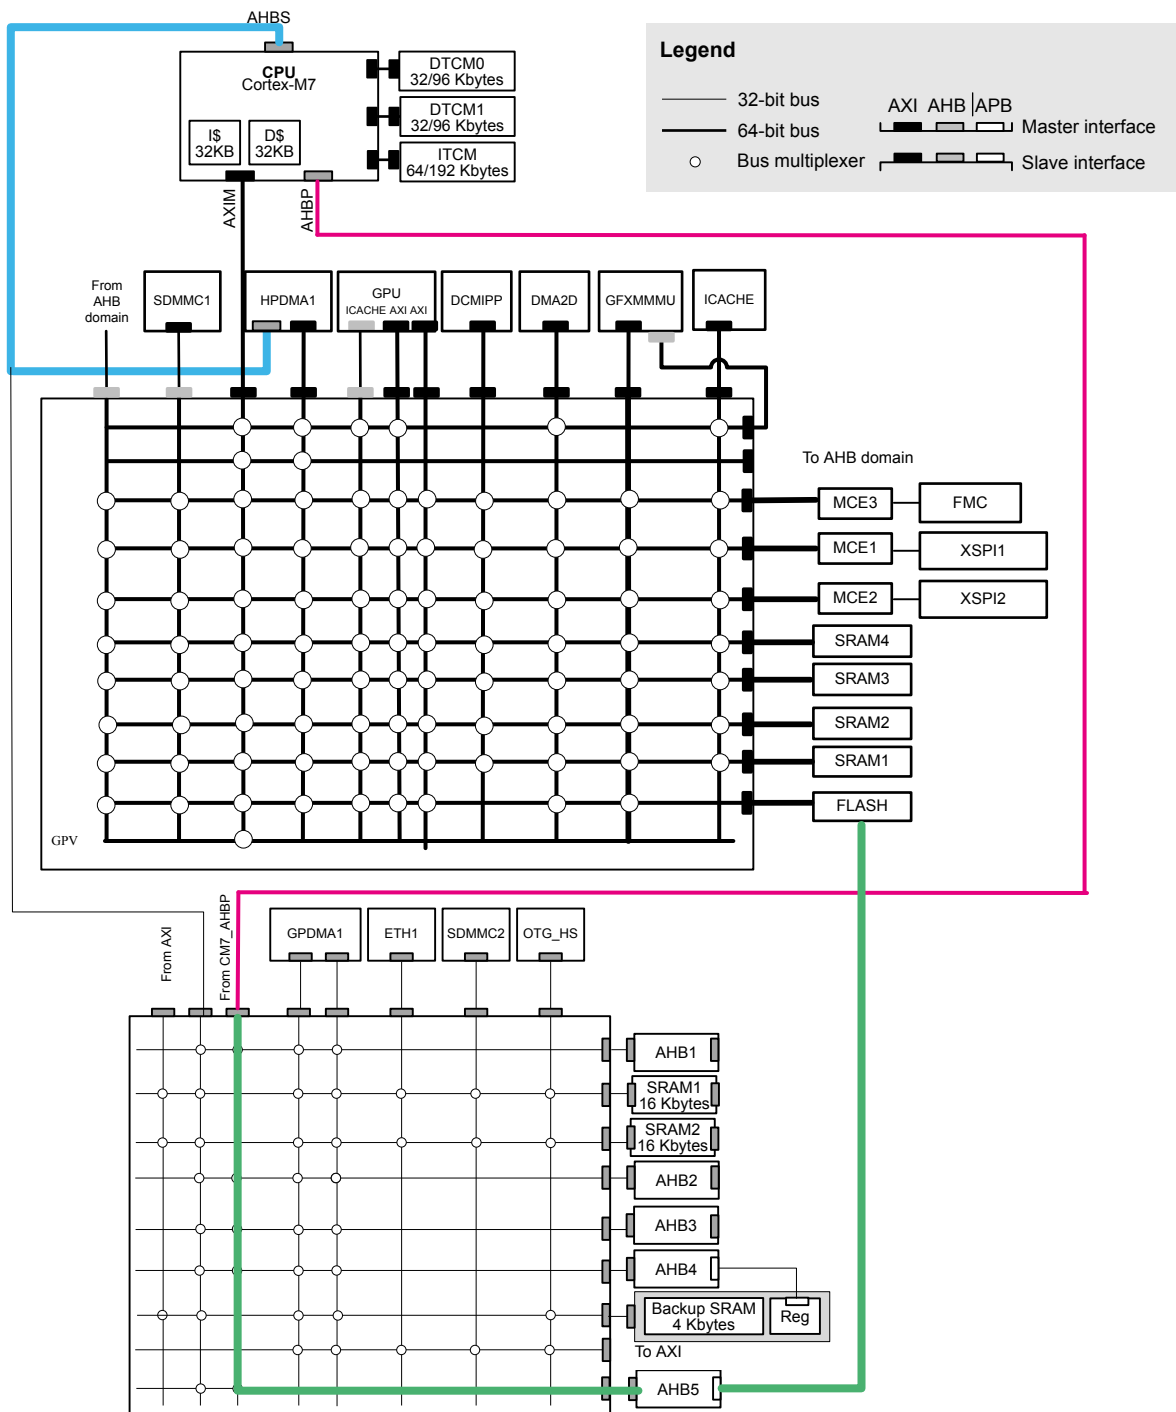 AHBS
CPU
Cortex-M7
I$
32KB
D$
32KB
DTCM0
32/96 Kbytes
DTCM1
32/96 Kbytes
ITCM
64/192 Kbytes
AXIM
AHBP
Legend
32-bit bus
64-bit bus
Bus multiplexer
AXI AHB APB
Master interface
Slave interface
From
AHB
domain
SDMMC1
HPDMA1
GPU
ICACHE AXI AXI
DCMIPP
DMA2D
GFXMMMU
ICACHE
To AHB domain
MCE3
FMC
MCE1
XSPI1
MCE2
XSPI2
SRAM4
SRAM3
SRAM2
SRAM1
FLASH
GPV
From AXI
From CM7_AHBP
GPDMA1
ETH1
SDMMC2
OTG_HS
AHB1
SRAM1
16 Kbytes
SRAM2
16 Kbytes
AHB2
AHB3
AHB4
Backup SRAM
4 Kbytes
Reg
To AXI
AHB5